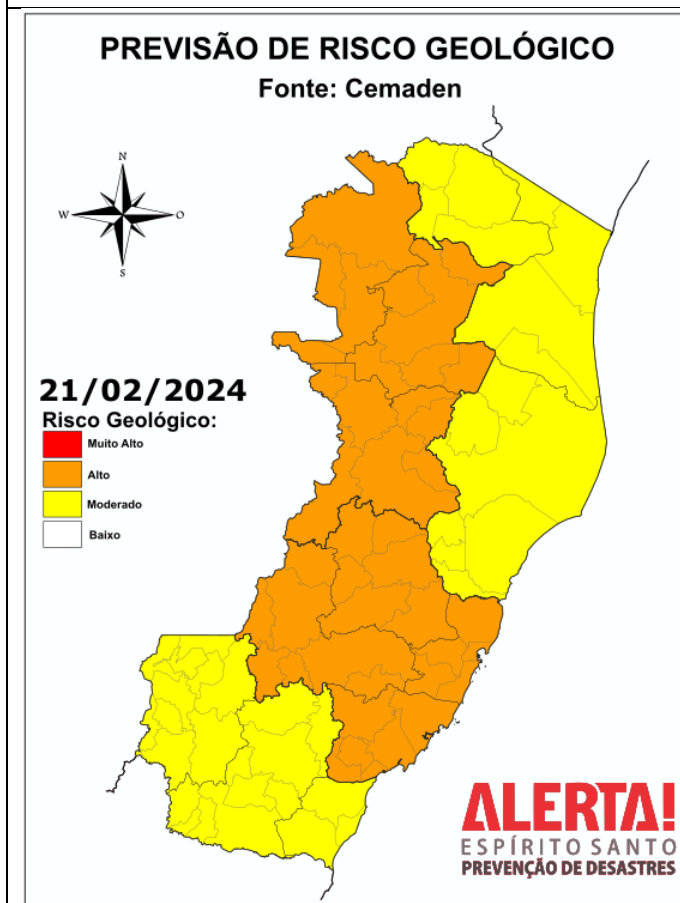 PREVISÃO DE RISCO GEOLÓGICO
Fonte: Cemaden
N
W
O
S
21/02/2024
Risco Geológico:
Muito Alto
Alto
Moderado
Baixo
ALERTA!
ESPÍRITO SANTO
PREVENÇÃO DE DESASTRES